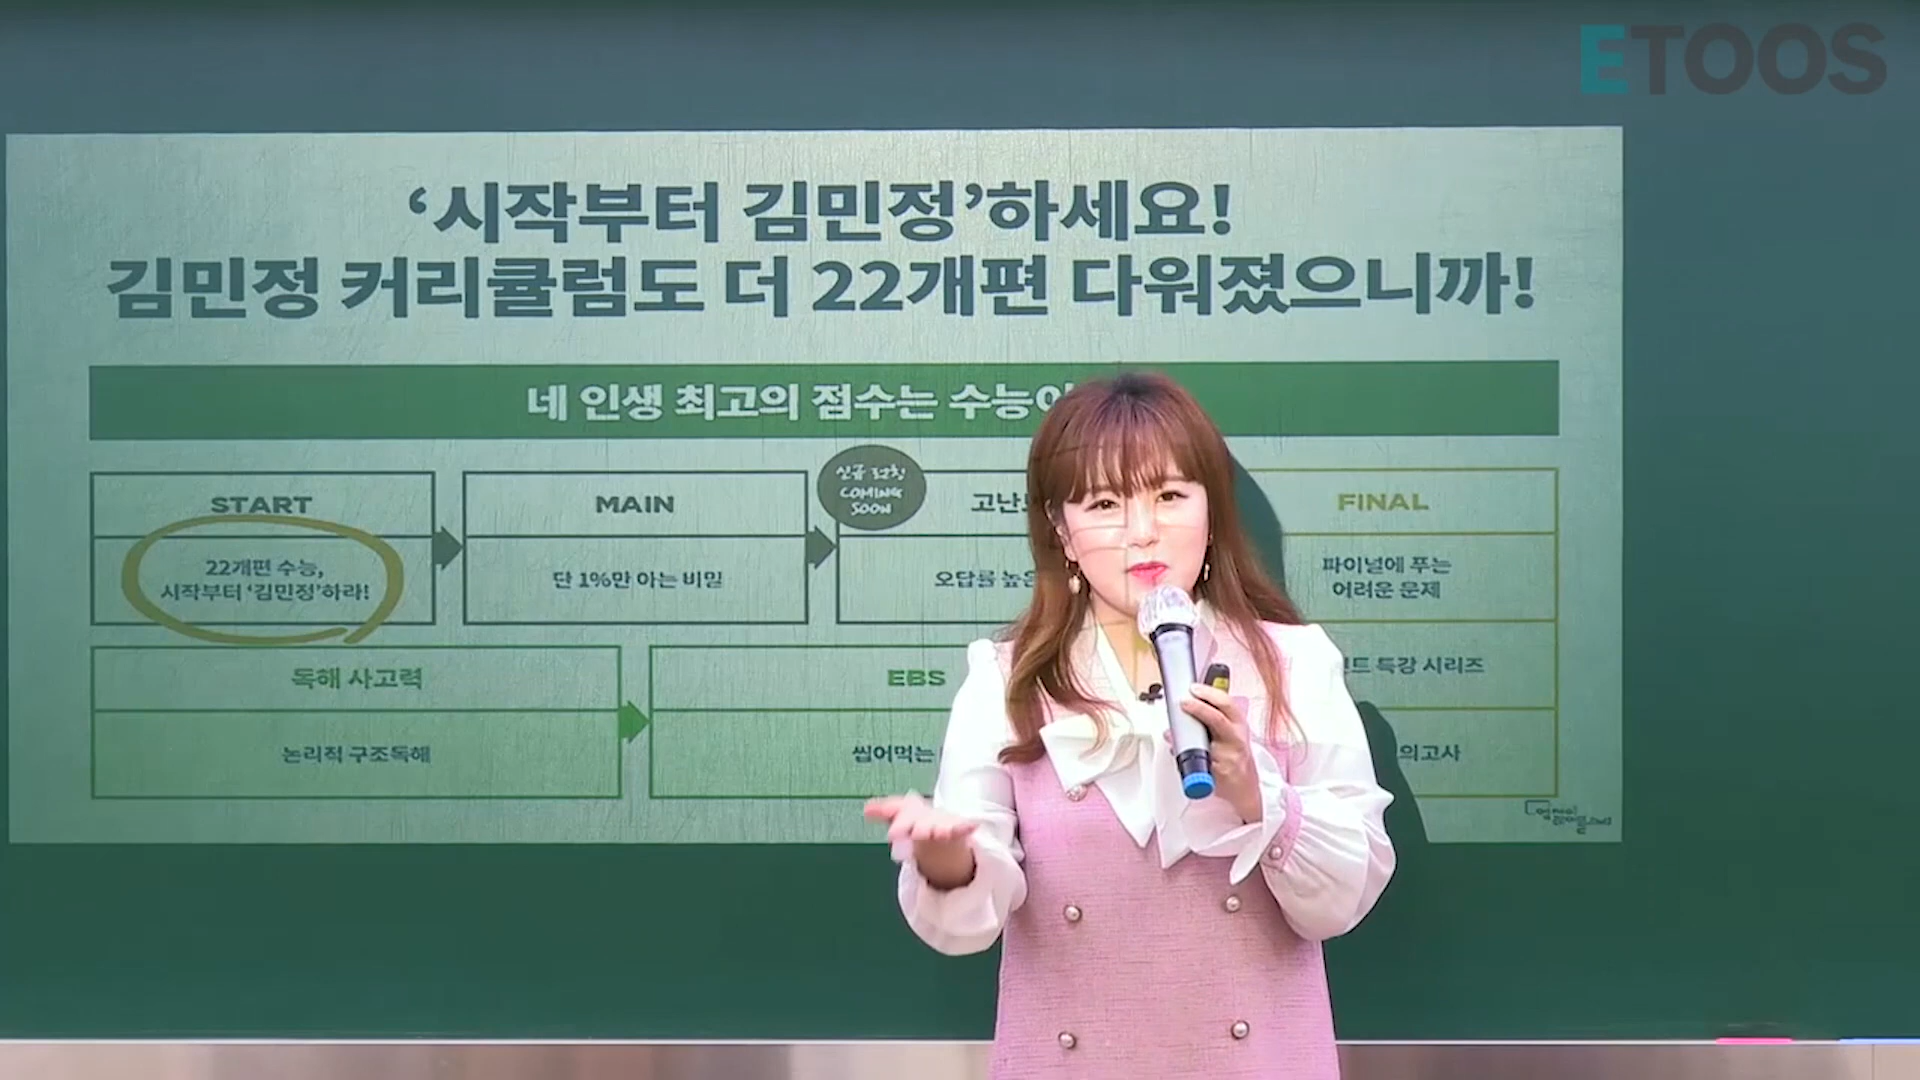 ETOOS
‘시작부터 김민정’하세요!
김민정 커리큘럼도 더 22개편 다워졌으니까!
네 인생 최고의 점수는 수능이
START
22개편 수능,
시작부터 ‘김민정’하라!
MAIN
단 1%만 아는 비밀
신규 런칭
COMING
SOON
고난도
오답률 높은
FINAL
파이널에 푸는
어려운 문제
독해 사고력
논리적 구조독해
EBS
씹어먹는
특강 시리즈
의고사